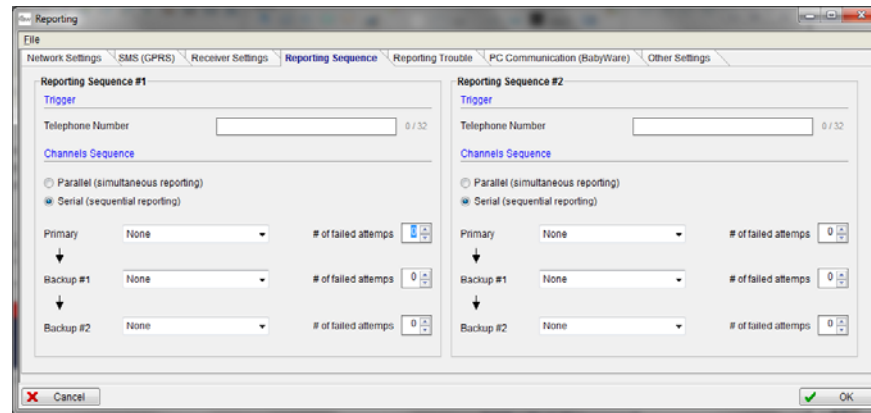 Reporting
File
Network Settings SMS (GPRS) Receiver Settings Reporting Sequence Reporting Trouble PC Communication (BabyWare) Other Settings
Reporting Sequence #1
Trigger
Telephone Number 0 / 32
Channels Sequence
Parallel (simultaneous reporting)
Serial (sequential reporting)
Primary None # of failed attemps 0
Backup #1 None # of failed attemps 0
Backup #2 None # of failed attemps 0
Reporting Sequence #2
Trigger
Telephone Number 0 / 32
Channels Sequence
Parallel (simultaneous reporting)
Serial (sequential reporting)
Primary None # of failed attemps 0
Backup #1 None # of failed attemps 0
Backup #2 None # of failed attemps 0
Cancel OK